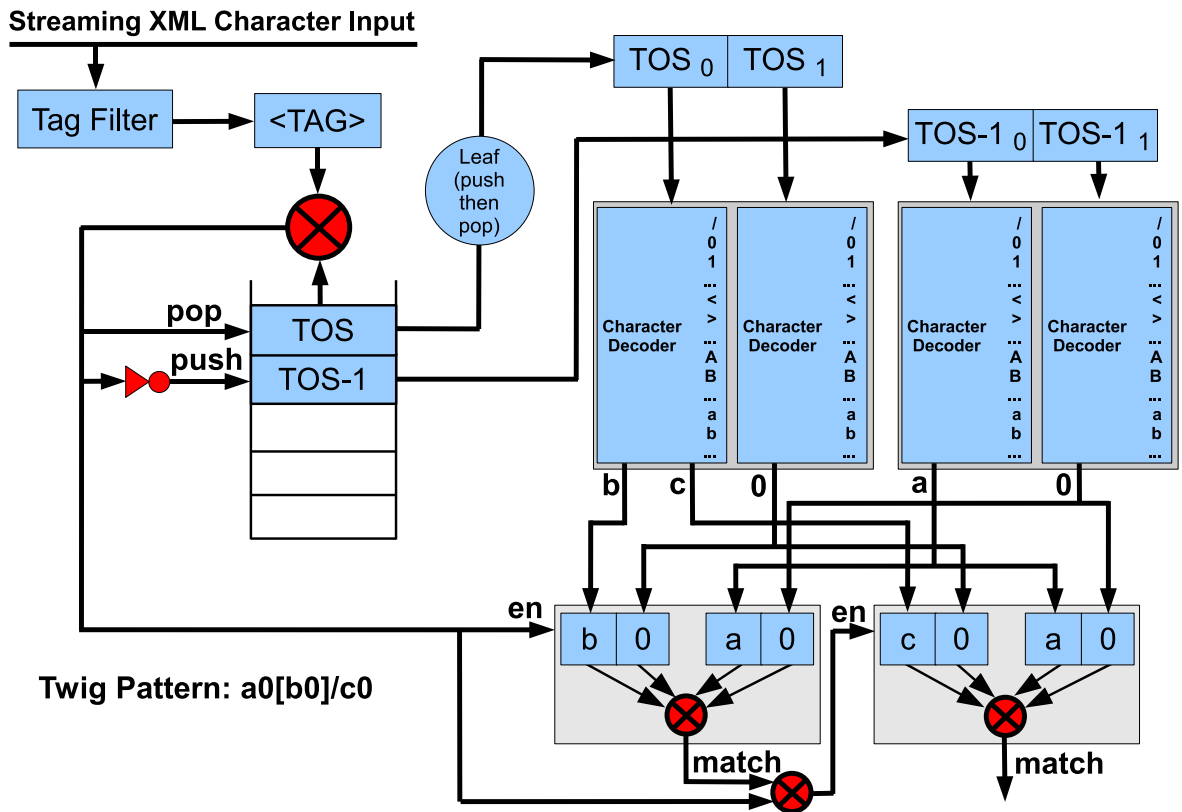 Streaming XML Character Input
TOS 0
TOS 1
Tag Filter
<TAG>
TOS-1 0
TOS-1 1
Leaf
(push
then
pop)
pop
TOS
push
TOS-1
Character
Decoder
/
0
1
...
<
>
...
A
B
...
a
b
...
Character
Decoder
/
0
1
...
<
>
...
A
B
...
a
b
...
Character
Decoder
/
0
1
...
<
>
...
A
B
...
a
b
...
Character
Decoder
/
0
1
...
<
>
...
A
B
...
a
b
...
b
c
0
a
0
en
b 0 a 0
en
c 0 a 0
Twig Pattern: a0[b0]/c0
match
match